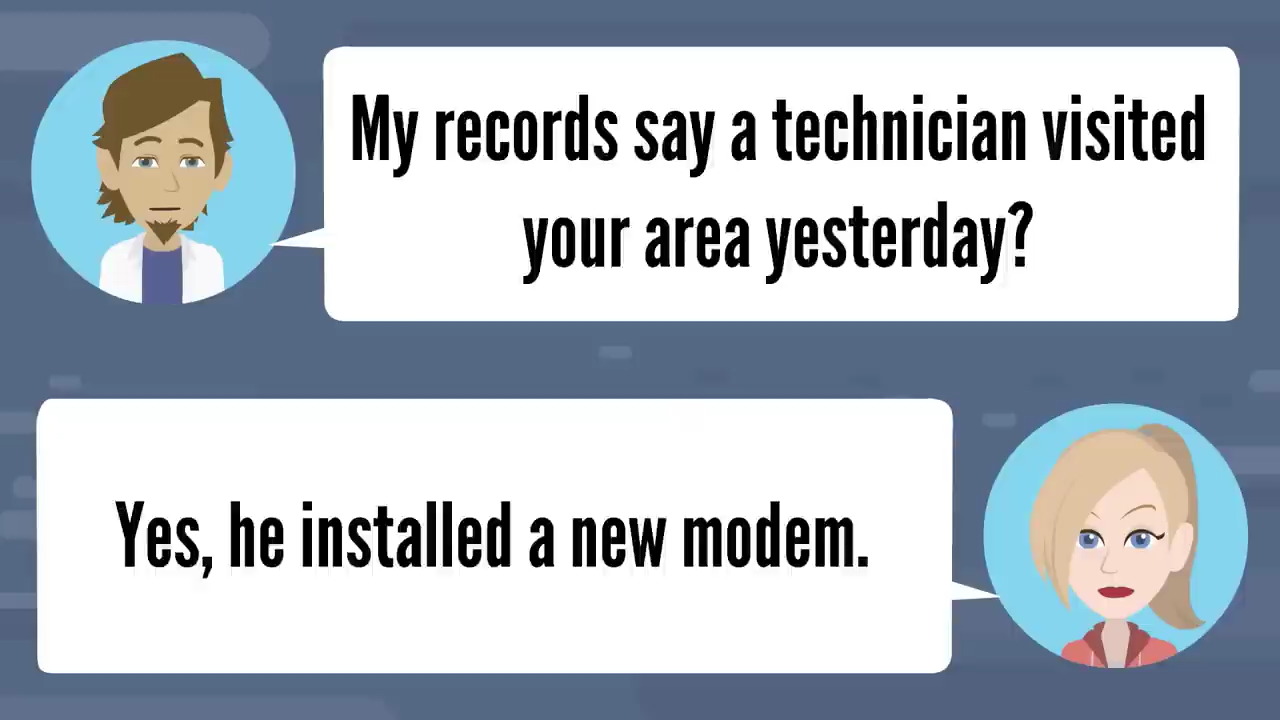 My records say a technician visited
your area yesterday?
Yes, he installed a new modem.